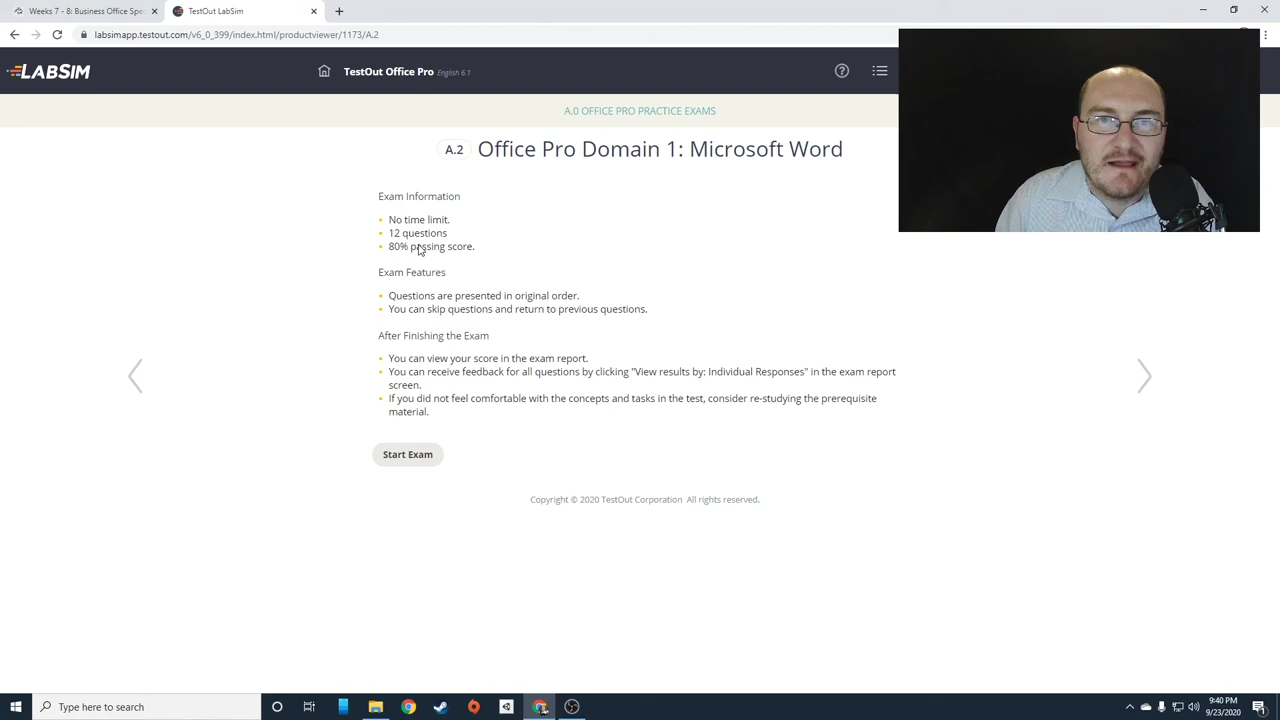 Weeks 7 - 8: Business Office Spec
TestOut LabSim
labsimapp.testout.com/v6_0_399/index.html/productviewer/1173/A.2
LABSIM
TestOut Office Pro English 6.1
A.0 OFFICE PRO PRACTICE EXAMS
A.2 Office Pro Domain 1: Microsoft Word
Exam Information
No time limit.
12 questions
80% passing score.
Exam Features
Questions are presented in original order.
You can skip questions and return to previous questions.
After Finishing the Exam
You can view your score in the exam report.
You can receive feedback for all questions by clicking "View results by: Individual Responses" in the exam report
screen.
If you did not feel comfortable with the concepts and tasks in the test, consider re-studying the prerequisite
material.
Start Exam
Copyright © 2020 TestOut Corporation All rights reserved.
Type here to search
9:40 PM
9/23/2020